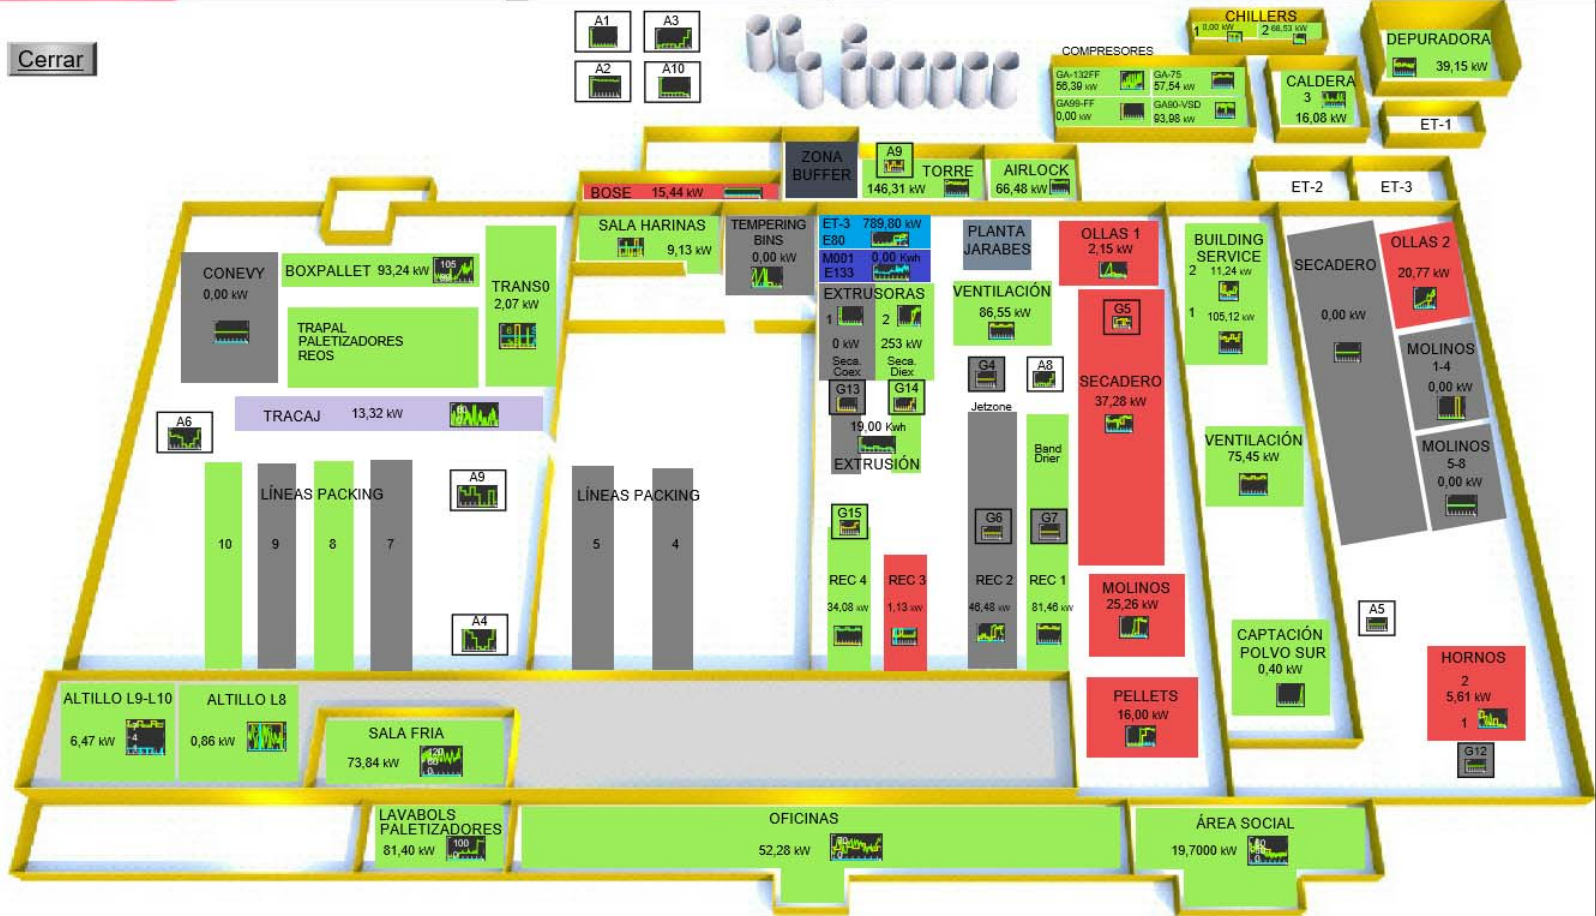 Cerrar
A1
A3
A2
A10
CHILLERS
1 0,00 kW
2 68,53 kW
DEPURADORA
39,15 kW
COMPRESORES
GA-132FF
56,39 kW
GA-75
57,54 kW
GA99-FF
0,00 kW
GA90-VSD
93,98 kW
CALDERA
3
16,08 kW
ET-1
ZONA
BUFFER
A9
TORRE
146,31 kW
AIRLOCK
66,48 kW
ET-2
ET-3
BOSE 15,44 kW
SALA HARINAS
9,13 kW
TEMPERING
BINS
0,00 kW
ET-3 789,80 kW
E80
M001 0,00 Kwh
E133
PLANTA
JARABES
OLLAS 1
2,15 kW
BUILDING
SERVICE
2 11,24 kW
1 105,12 kW
SECADERO
0,00 kW
OLLAS 2
20,77 kW
CONEVY
0,00 kW
BOXPALLET 93,24 kW
105
TRANS0
2,07 kW
TRAPAL
PALETIZADORES
REOS
EXTRUSORAS
1
2
0 kW
253 kW
Seca.
Coex
Seca.
Diex
VENTILACIÓN
86,55 kW
G5
MOLINOS
1-4
0,00 kW
G13
G14
G4
A8
SECADERO
37,28 kW
TRACAJ 13,32 kW
Jetzone
A6
19,00 Kwh
EXTRUSIÓN
Band
Drier
VENTILACIÓN
75,45 kW
MOLINOS
5-8
0,00 kW
A9
LÍNEAS PACKING
LÍNEAS PACKING
G15
G6
G7
10
9
8
7
5
4
REC 4
34,08 kW
REC 3
1,13 kW
REC 2
46,48 kW
REC 1
81,46 kW
MOLINOS
25,26 kW
A4
A5
CAPTACIÓN
POLVO SUR
0,40 kW
HORNOS
2
5,61 kW
1
G12
ALTILLO L9-L10
6,47 kW
ALTILLO L8
0,86 kW
SALA FRIA
73,84 kW
120
60
0
PELLETS
16,00 kW
LAVABOLS
PALETIZADORES
81,40 kW
100
0
OFICINAS
52,28 kW
ÁREA SOCIAL
19,7000 kW